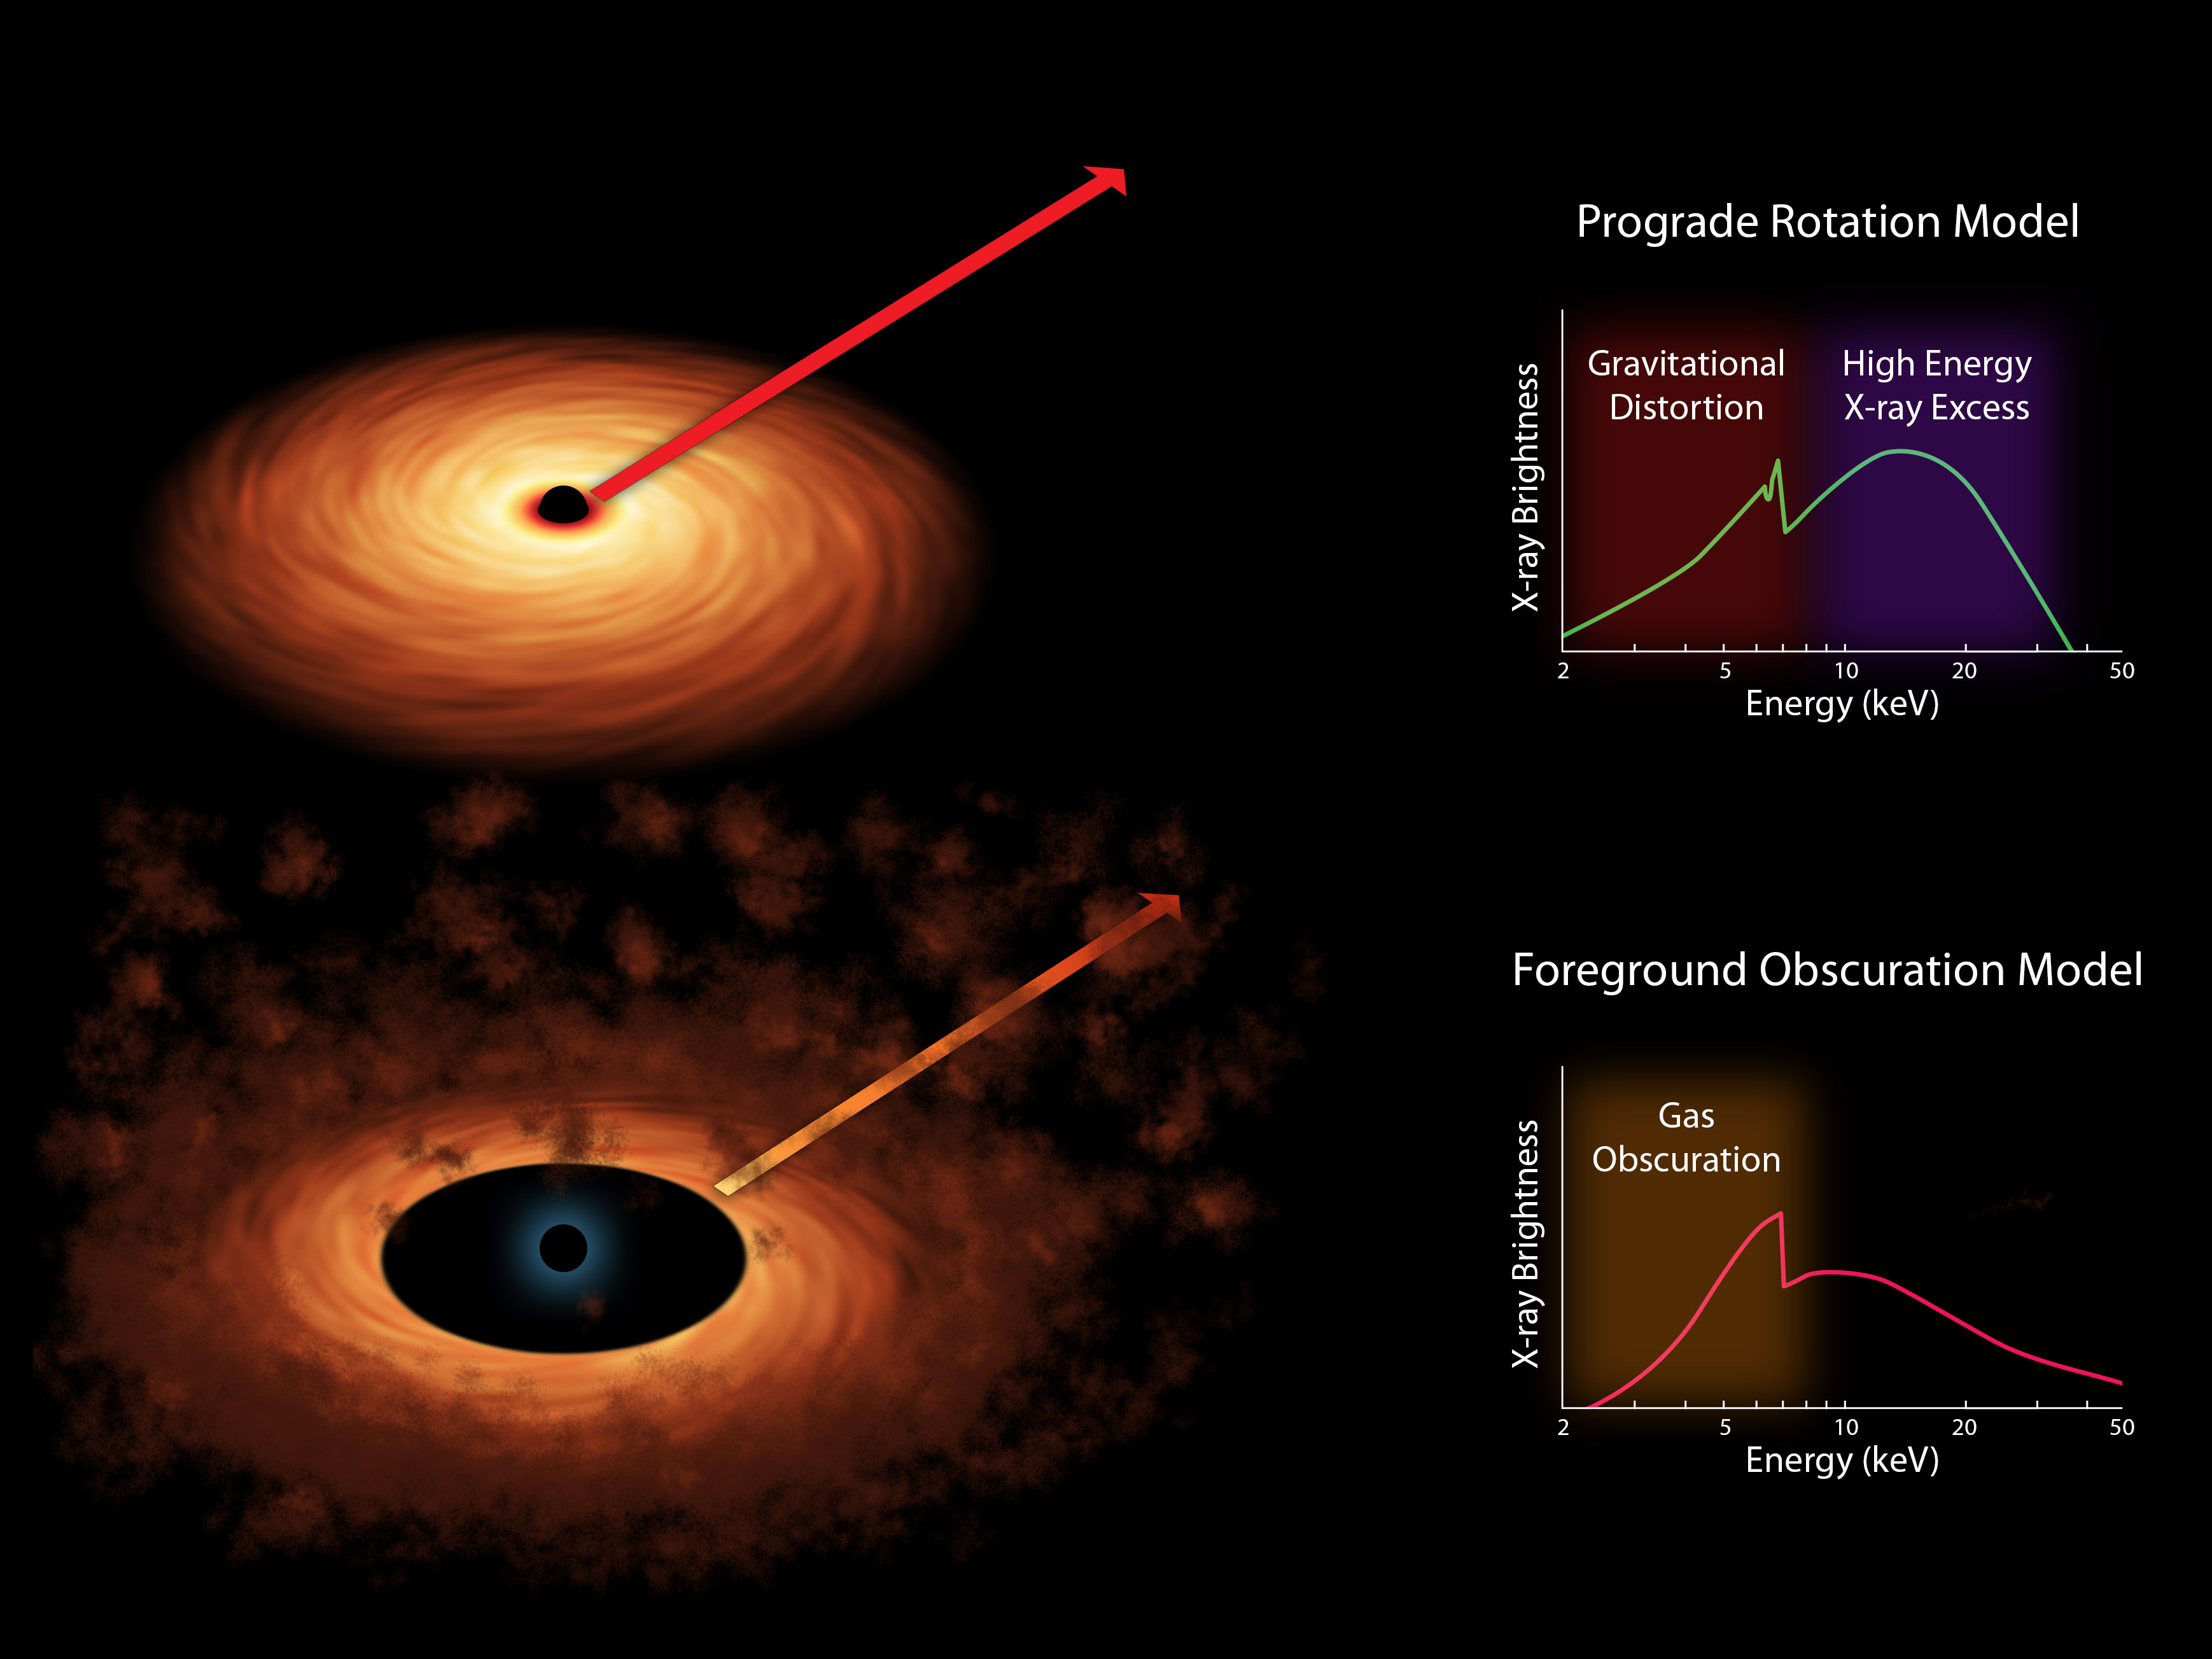 Prograde Rotation Model
Gravitational
Distortion
High Energy
X-ray Excess
X-ray Brightness
2 5 10 20 50
Energy (keV)
Foreground Obscuration Model
Gas
Obscuration
X-ray Brightness
2 5 10 20 50
Energy (keV)